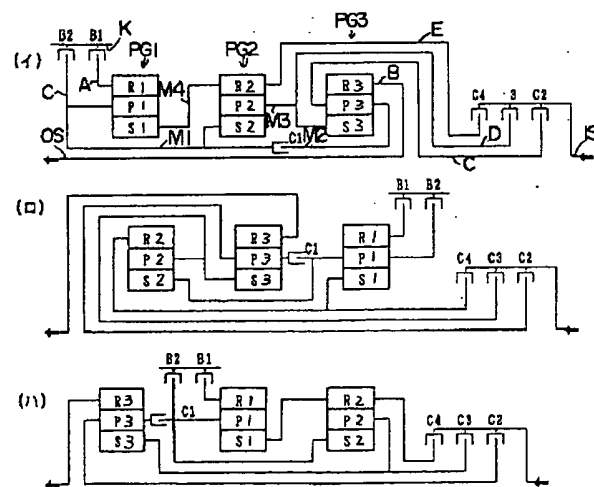 B2 B1 K PG1 PG2 PG3 E
(イ) C A R1 M4 R2 B R3 C4 3 C2
P1 P2 M3 P3
S1 S2 C1 M2 S3 D
OS M1 C IS
B1 B2
(ロ) R2 R3 C1 R1
P2 P3 P1 C4 C3 C2
S2 S3 S1
B2 B1
(ハ) R3 C1 R1 R2
P3 P1 P2 C4 C3 C2
S3 S1 S2